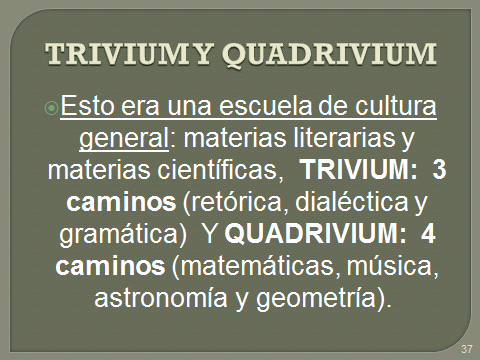 TRIVIUM Y QUADRIVIUM
Esto era una escuela de cultura
general: materias literarias y
materias científicas,  TRIVIUM:  3
caminos (retórica, dialéctica y
gramática)  Y QUADRIVIUM:  4
caminos (matemáticas, música,
astronomía y geometría).
37